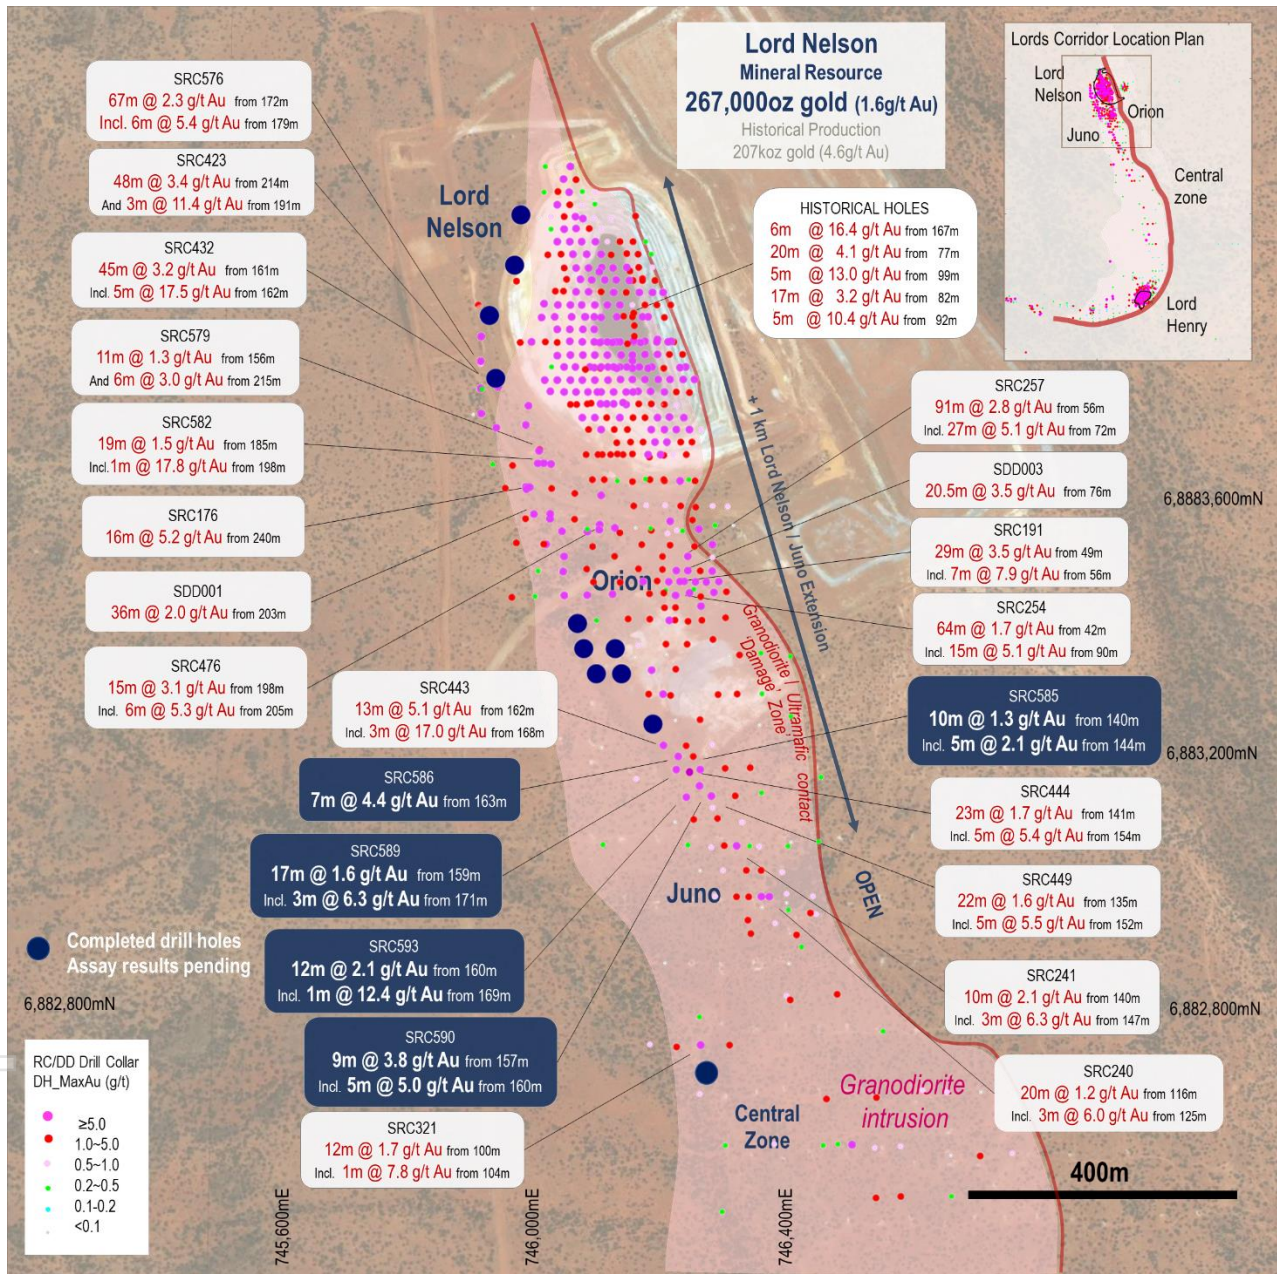 Lord Nelson
Mineral Resource
267,000oz gold (1.6g/t Au)
Historical Production
207koz gold (4.6g/t Au)
Lords Corridor Location Plan
Lord
Nelson
Orion
Juno
Central
zone
Lord
Henry
SRC576
67m @ 2.3 g/t Au from 172m
Incl. 6m @ 5.4 g/t Au from 179m
SRC423
48m @ 3.4 g/t Au from 214m
And 3m @ 11.4 g/t Au from 191m
SRC432
45m @ 3.2 g/t Au from 161m
Incl. 5m @ 17.5 g/t Au from 162m
SRC579
11m @ 1.3 g/t Au from 156m
And 6m @ 3.0 g/t Au from 215m
SRC582
19m @ 1.5 g/t Au from 185m
Incl.1m @ 17.8 g/t Au from 198m
SRC176
16m @ 5.2 g/t Au from 240m
SDD001
36m @ 2.0 g/t Au from 203m
SRC476
15m @ 3.1 g/t Au from 198m
Incl. 6m @ 5.3 g/t Au from 205m
Lord
Nelson
HISTORICAL HOLES
6m @ 16.4 g/t Au from 167m
20m @ 4.1 g/t Au from 77m
5m @ 13.0 g/t Au from 99m
17m @ 3.2 g/t Au from 82m
5m @ 10.4 g/t Au from 92m
+ 1 km Lord Nelson / Juno Extension
OPEN
SRC257
91m @ 2.8 g/t Au from 56m
Incl. 27m @ 5.1 g/t Au from 72m
SDD003
20.5m @ 3.5 g/t Au from 76m
6,8883,600mN
SRC191
29m @ 3.5 g/t Au from 49m
Incl. 7m @ 7.9 g/t Au from 56m
SRC254
64m @ 1.7 g/t Au from 42m
Incl. 15m @ 5.1 g/t Au from 90m
Orion
Granodiorite / Ultramafic contact
'Damage' Zone
SRC443
13m @ 5.1 g/t Au from 162m
Incl. 3m @ 17.0 g/t Au from 168m
SRC585
10m @ 1.3 g/t Au from 140m
Incl. 5m @ 2.1 g/t Au from 144m
6,883,200mN
SRC586
7m @ 4.4 g/t Au from 163m
SRC444
23m @ 1.7 g/t Au from 141m
Incl. 5m @ 5.4 g/t Au from 154m
SRC589
17m @ 1.6 g/t Au from 159m
Incl. 3m @ 6.3 g/t Au from 171m
Juno
SRC449
22m @ 1.6 g/t Au from 135m
Incl. 5m @ 5.5 g/t Au from 152m
Completed drill holes
Assay results pending
SRC593
12m @ 2.1 g/t Au from 160m
Incl. 1m @ 12.4 g/t Au from 169m
SRC241
10m @ 2.1 g/t Au from 140m
Incl. 3m @ 6.3 g/t Au from 147m
6,882,800mN
6,882,800mN
SRC590
9m @ 3.8 g/t Au from 157m
Incl. 5m @ 5.0 g/t Au from 160m
SRC240
20m @ 1.2 g/t Au from 116m
Incl. 3m @ 6.0 g/t Au from 125m
SRC321
12m @ 1.7 g/t Au from 100m
Incl. 1m @ 7.8 g/t Au from 104m
Central
Zone
Granodiorite
intrusion
RC/DD Drill Collar
DH_MaxAu (g/t)
≥5.0
1.0~5.0
0.5~1.0
0.2~0.5
0.1-0.2
<0.1
745,600mE
746,000mE
746,400mE
400m